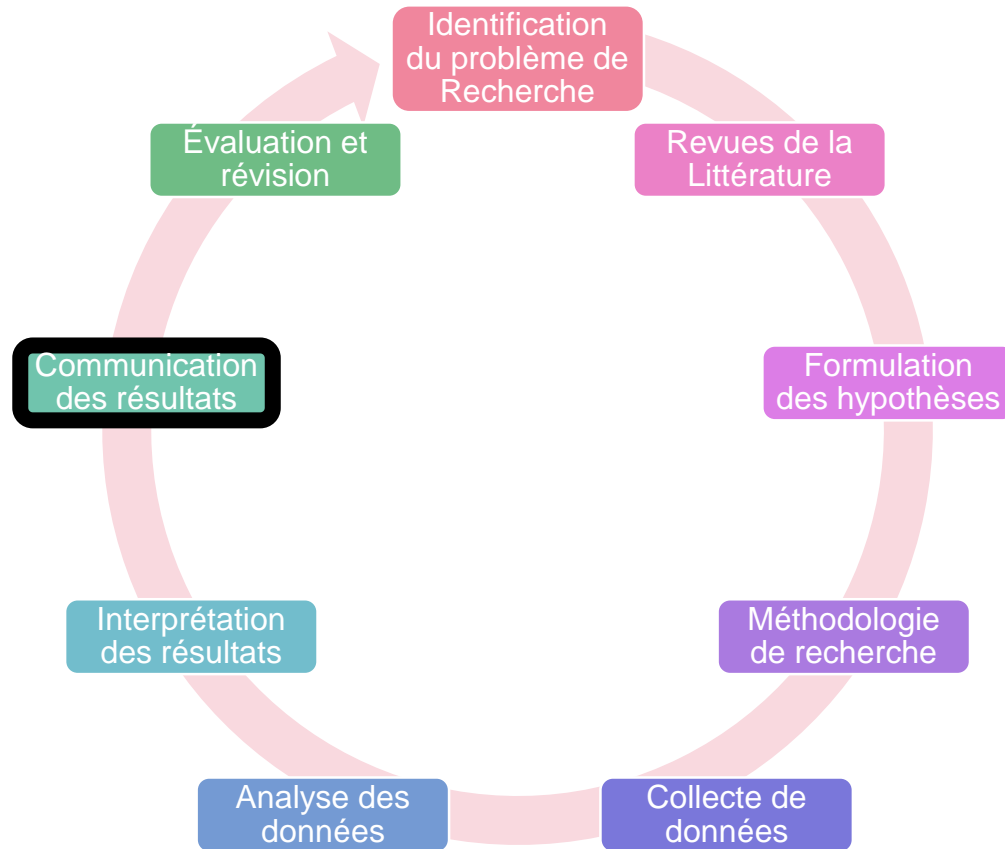 Identification
du problème de
Recherche
Revues de la
Littérature
Formulation
des hypothèses
Méthodologie
de recherche
Collecte de
données
Analyse des
données
Interprétation
des résultats
Communication
des résultats
Évaluation et
révision